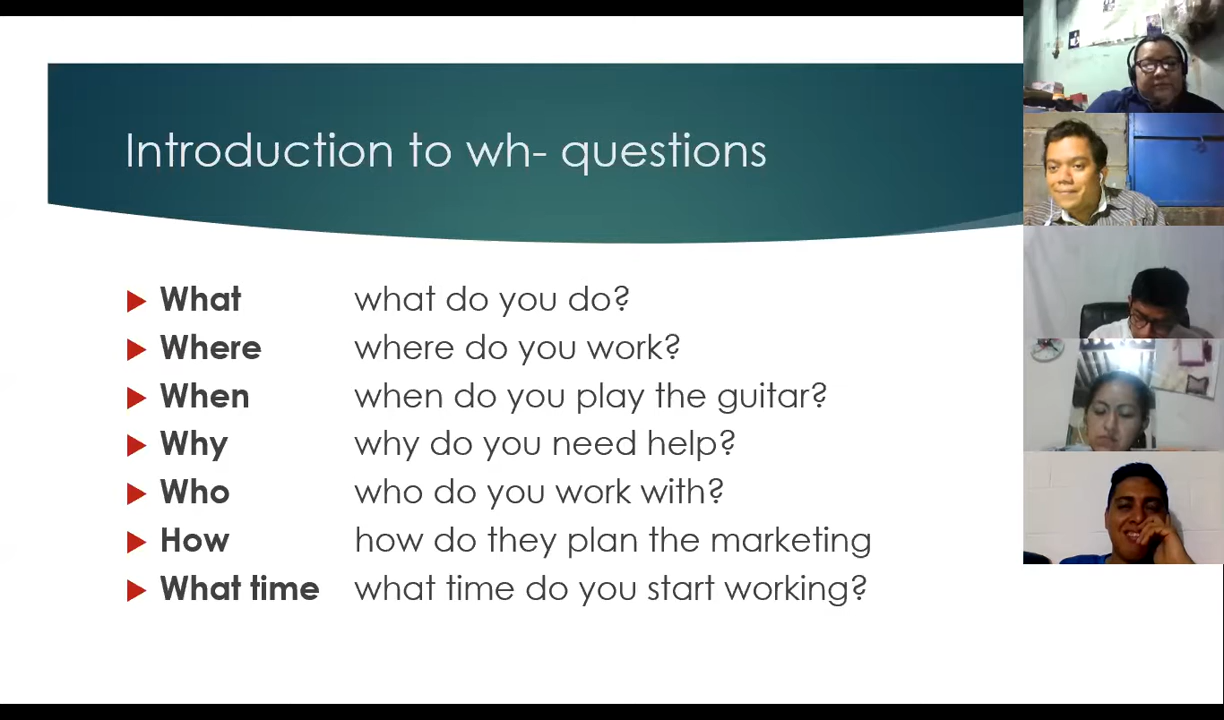 Introduction to wh- questions
What what do you do?
Where where do you work?
When when do you play the guitar?
Why why do you need help?
Who who do you work with?
How how do they plan the marketing
What time what time do you start working?